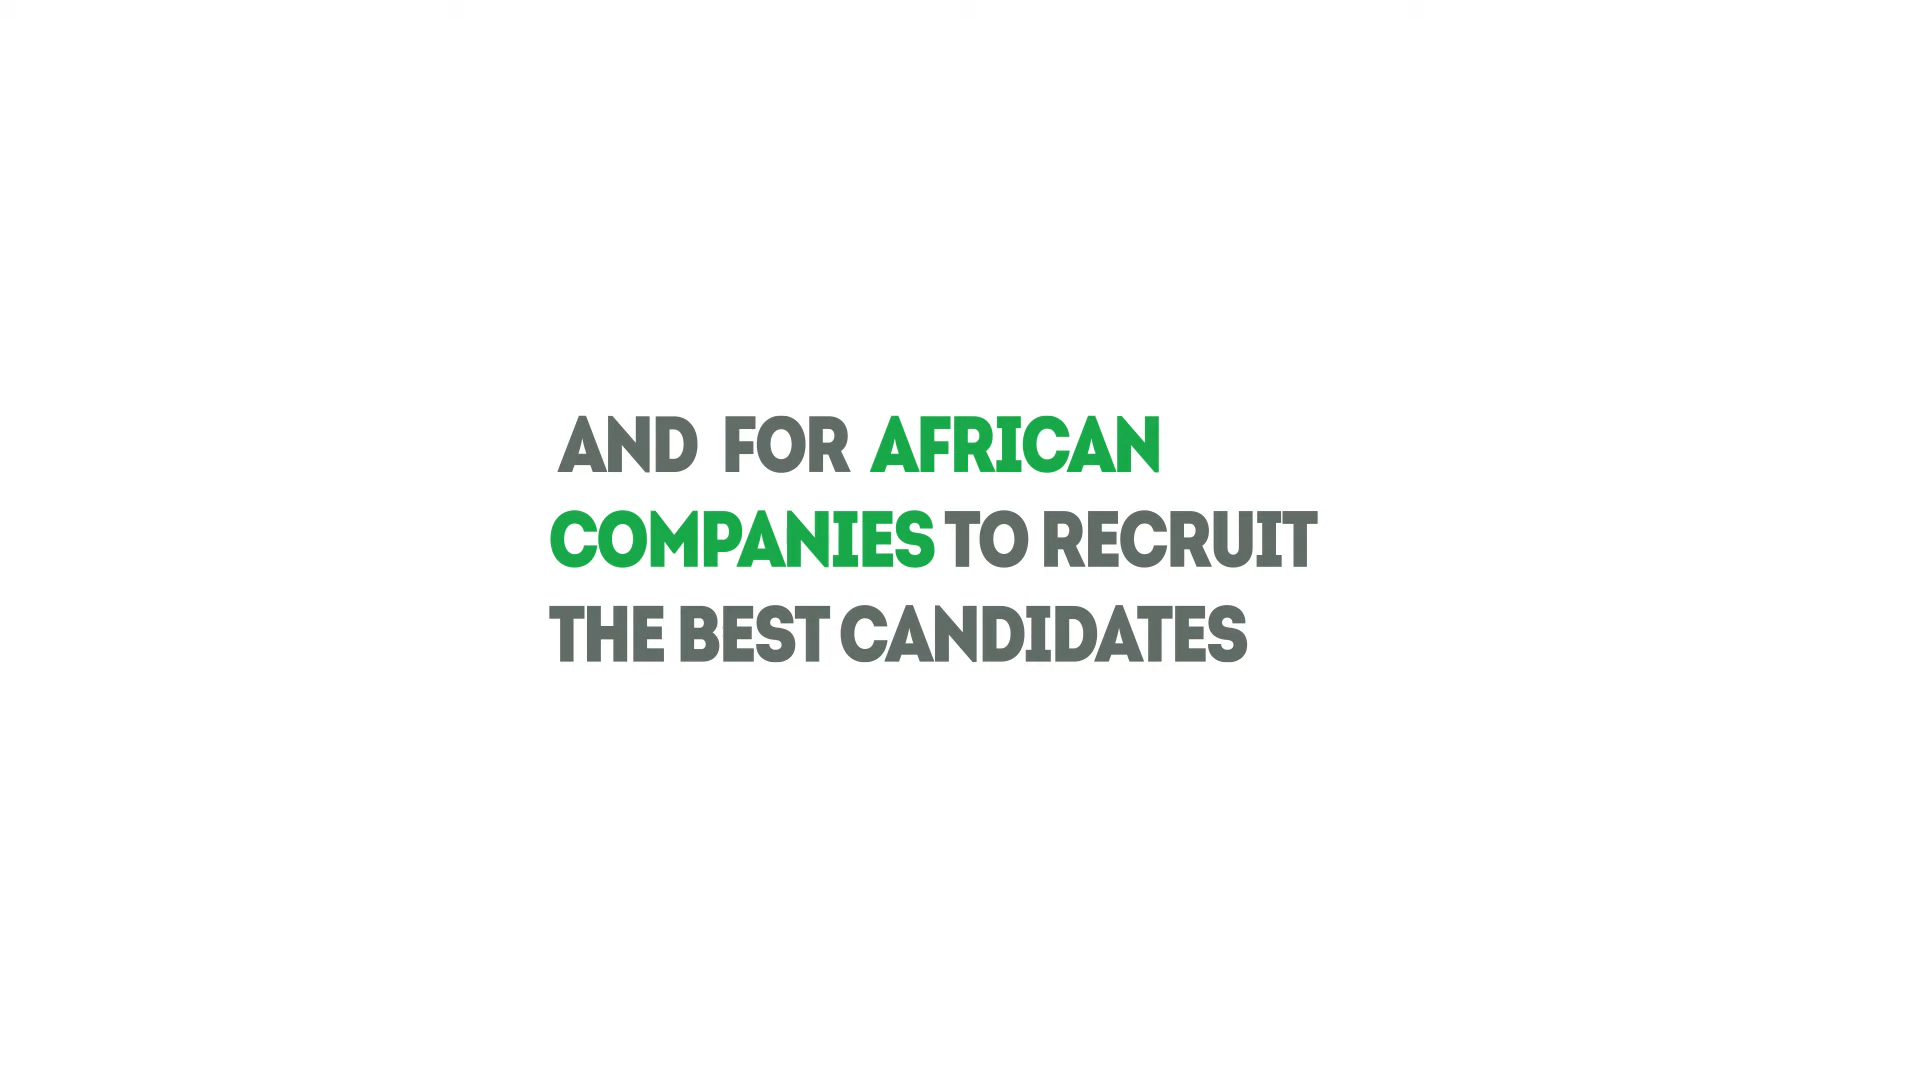 AND FOR AFRICAN
COMPANIES TO RECRUIT
THE BEST CANDIDATES